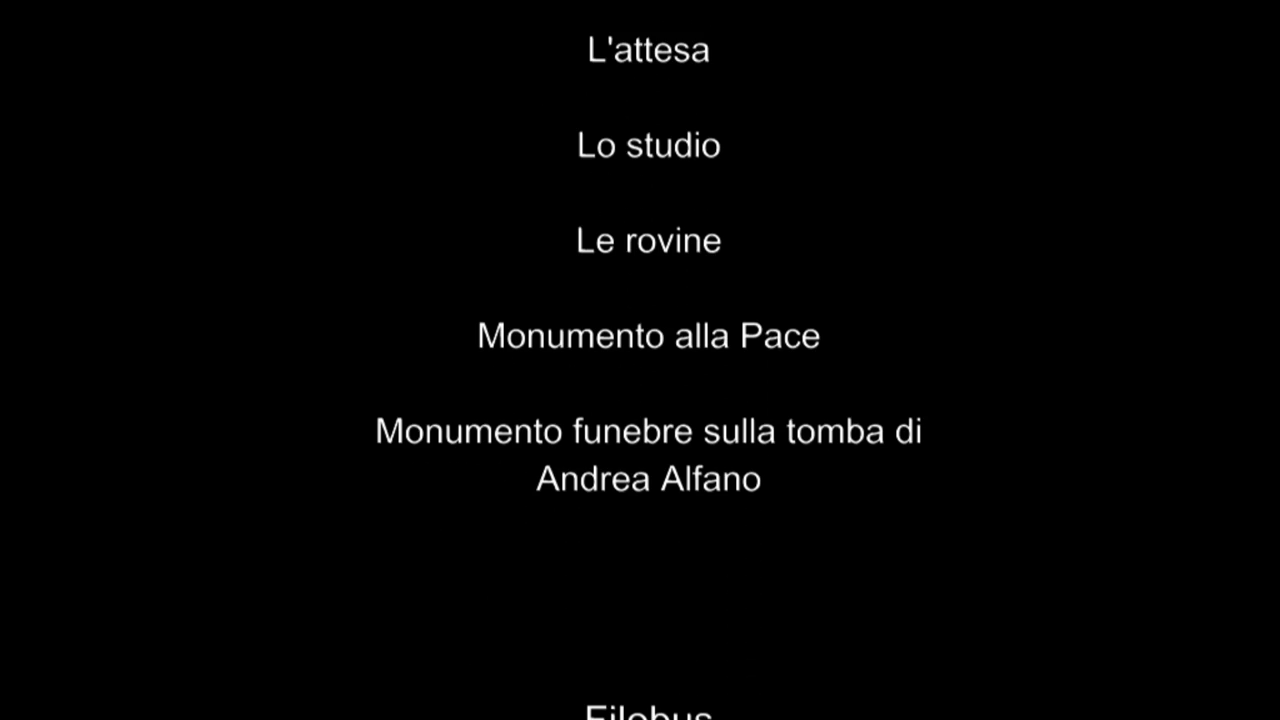 L'attesa
Lo studio
Le rovine
Monumento alla Pace
Monumento funebre sulla tomba di
Andrea Alfano
Filobus